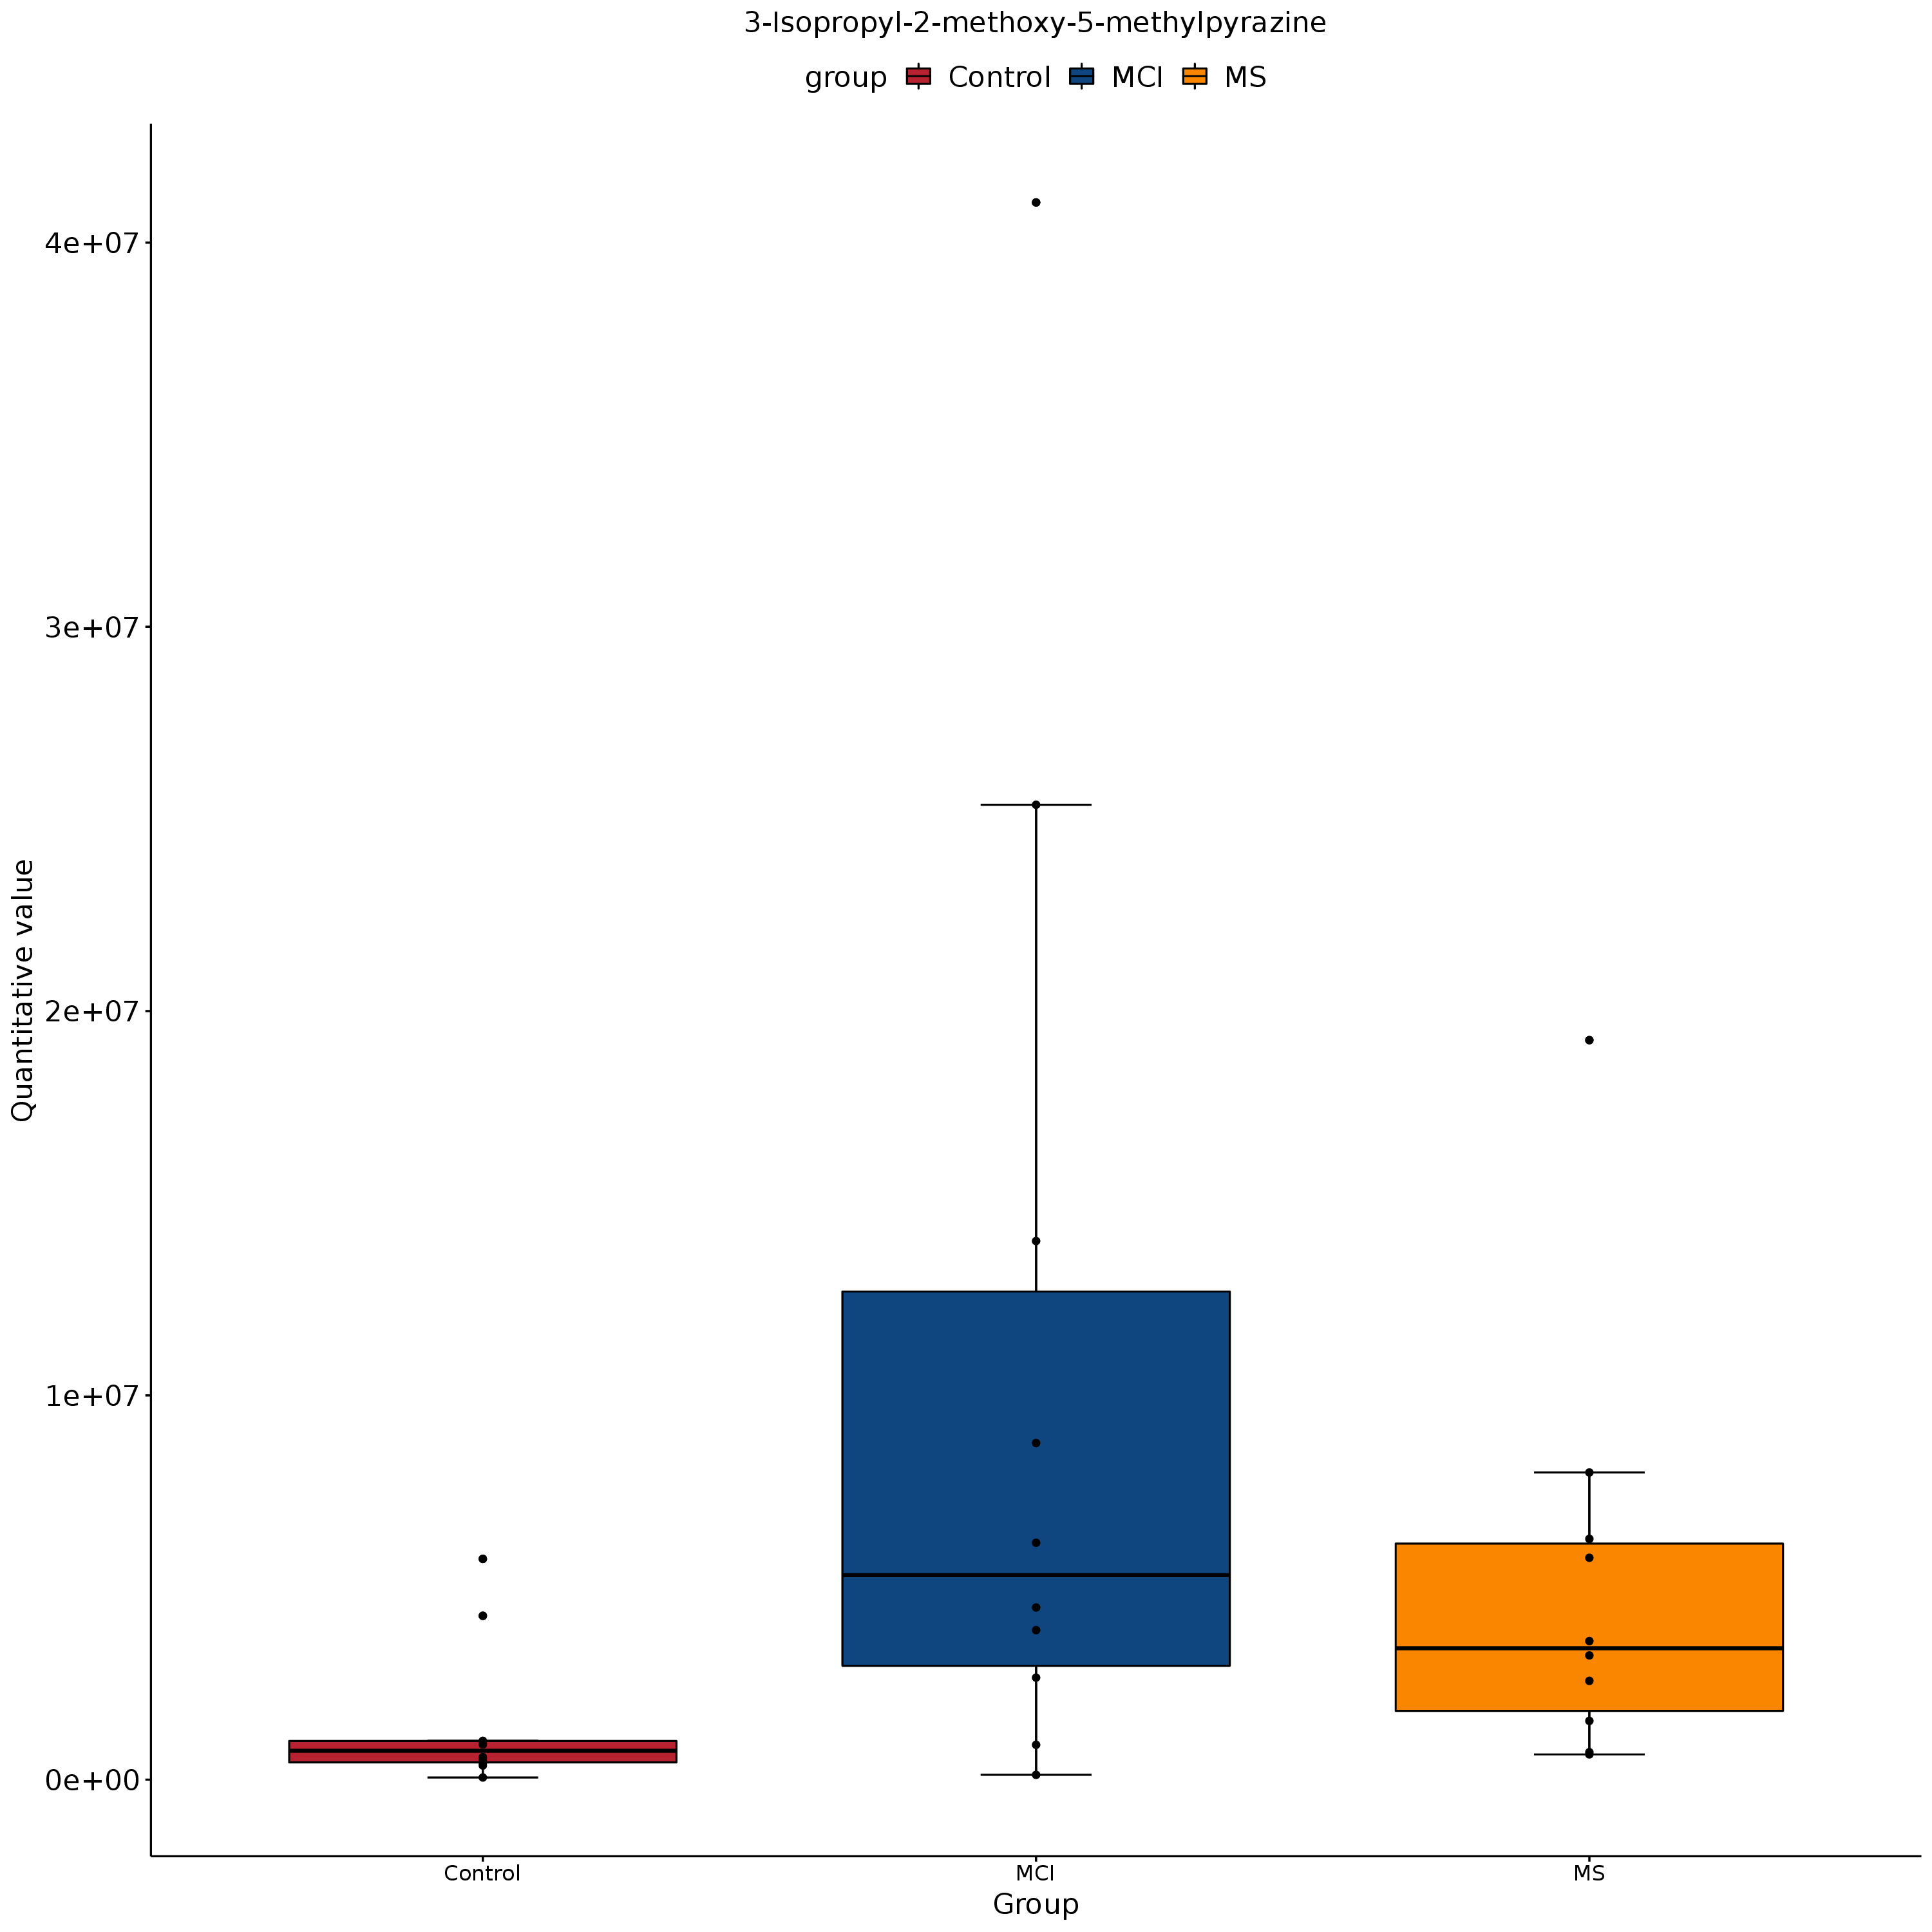 3-Isopropyl-2-methoxy-5-methylpyrazine
group Control MCI MS
4e+07
3e+07
2e+07
1e+07
0e+00
Quantitative value
Control MCI MS
Group